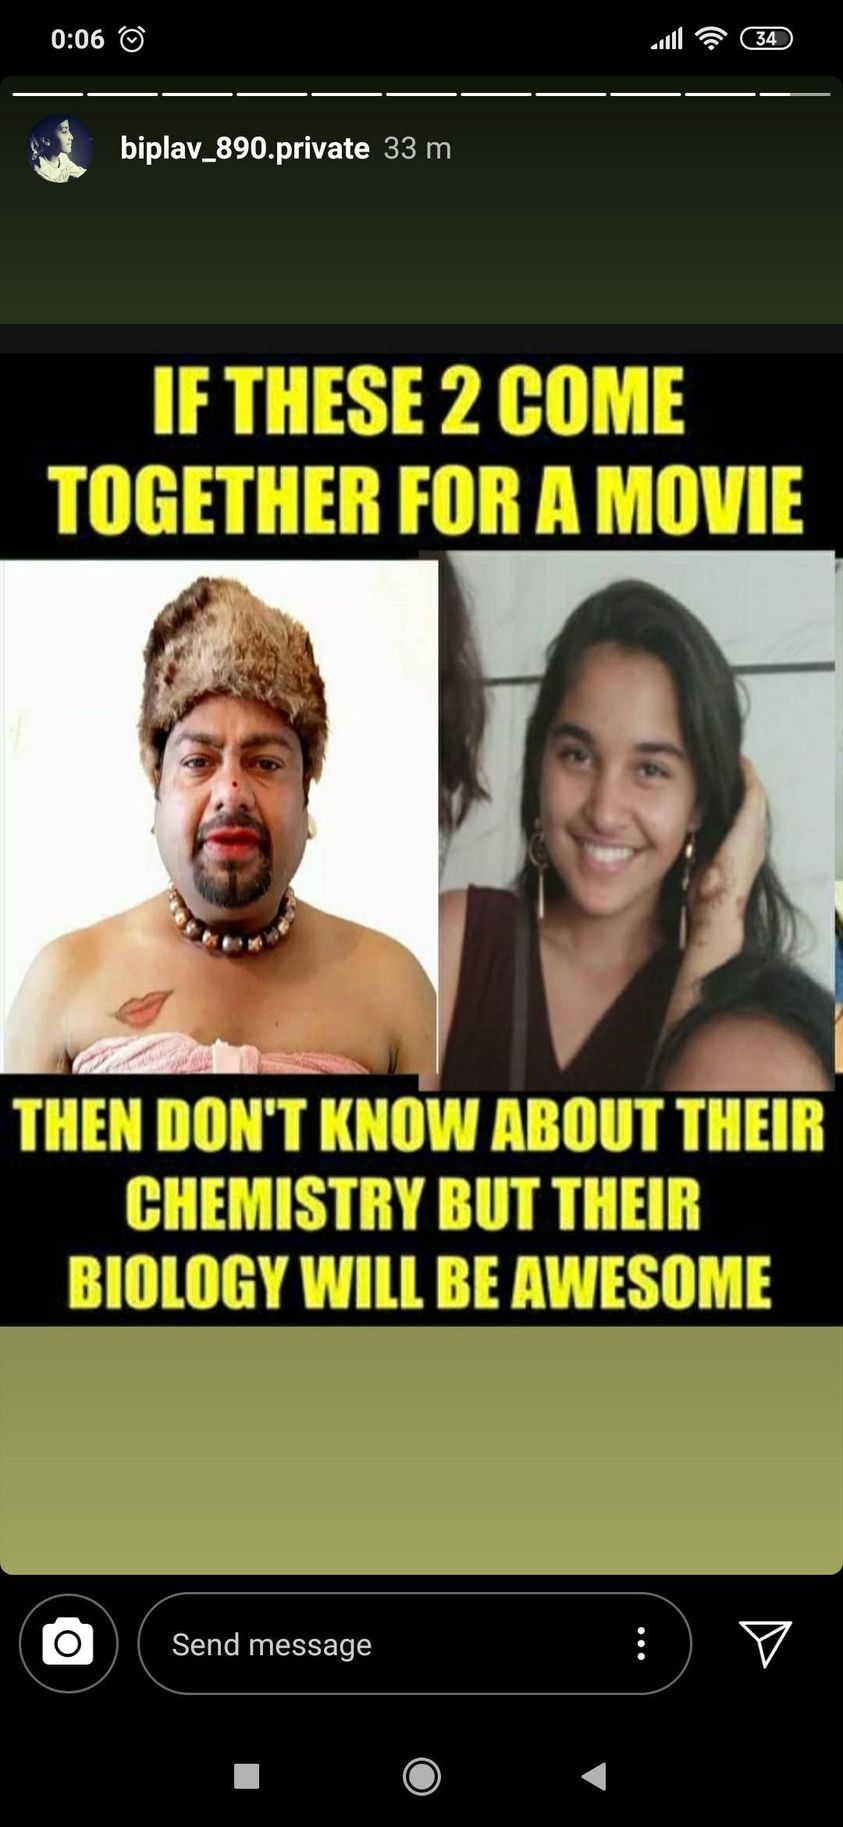 0:06
34
biplav_890.private 33 m
IF THESE 2 COME
TOGETHER FOR A MOVIE
THEN DON'T KNOW ABOUT THEIR
CHEMISTRY BUT THEIR
BIOLOGY WILL BE AWESOME
Send message